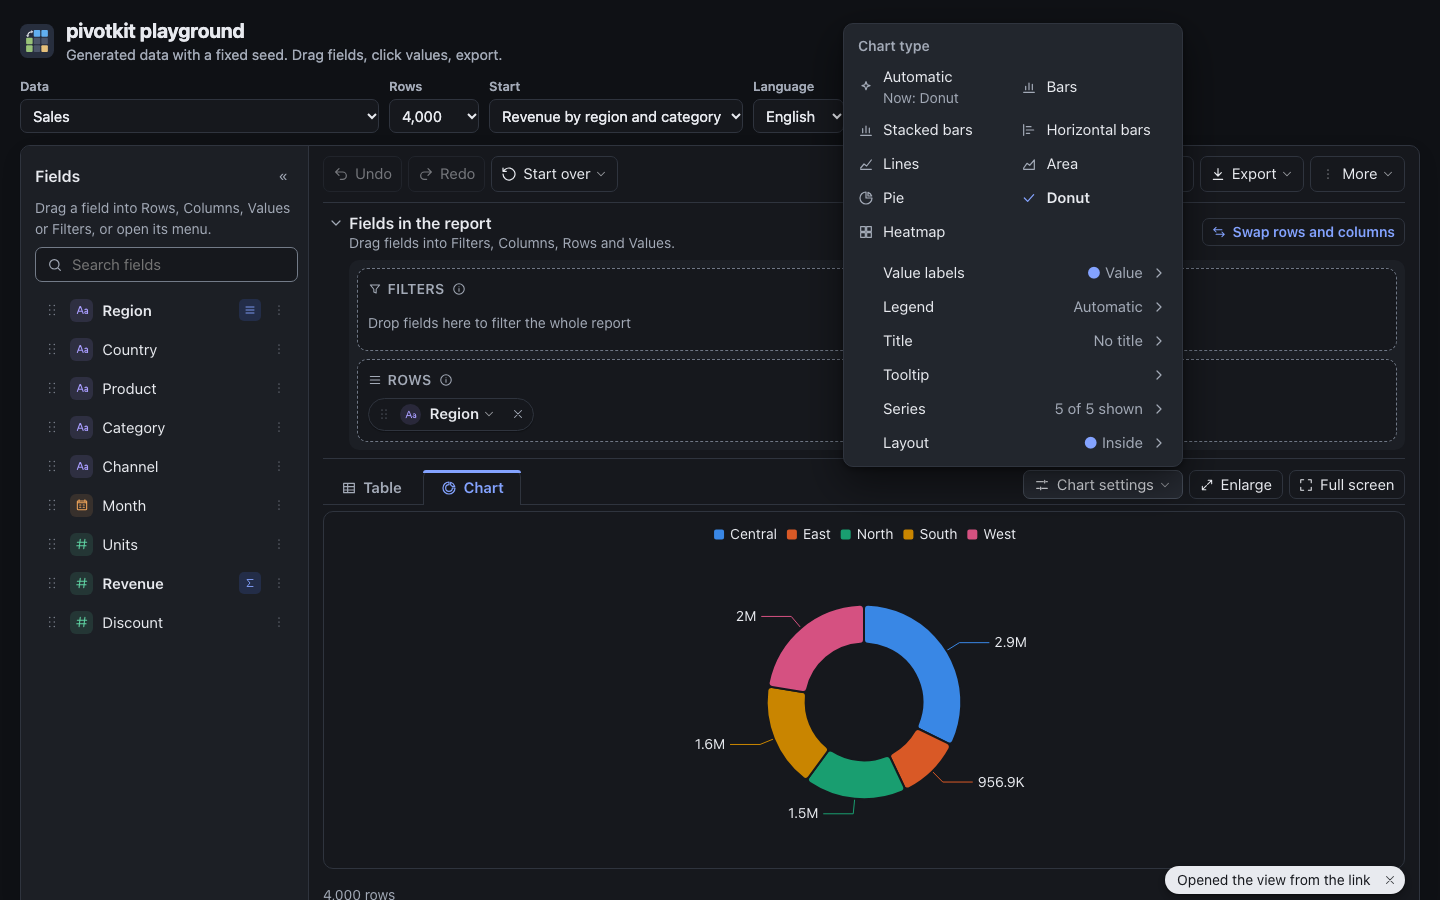 pivotkit playground
Generated data with a fixed seed. Drag fields, click values, export.
Data
Rows
Start
Language
Sales
4,000
Revenue by region and category
English
Fields
«
Drag a field into Rows, Columns, Values
or Filters, or open its menu.
Search fields
Aa Region
Aa Country
Aa Product
Aa Category
Aa Channel
Month
# Units
# Revenue Σ
# Discount
Undo
Redo
Start over
Export
More
Fields in the report
Drag fields into Filters, Columns, Rows and Values.
Swap rows and columns
FILTERS
Drop fields here to filter the whole report
ROWS
Aa Region
Chart type
Automatic
Now: Donut
Bars
Stacked bars
Horizontal bars
Lines
Area
Pie
Donut
Heatmap
Value labels Value
Legend Automatic
Title No title
Tooltip
Series 5 of 5 shown
Layout Inside
Table
Chart
Chart settings
Enlarge
Full screen
Central East North South West
2M
2.9M
1.6M
956.9K
1.5M
4,000 rows
Opened the view from the link